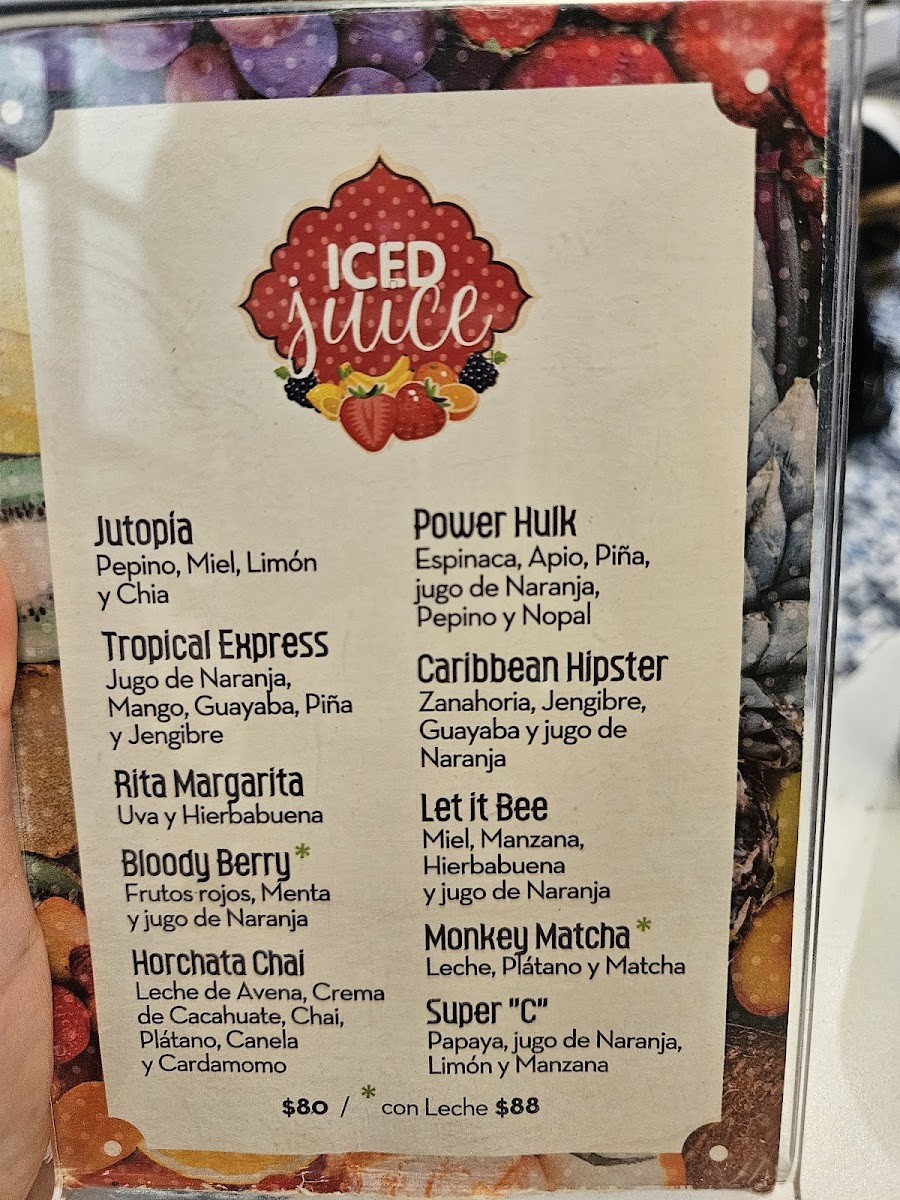 ICED
juice
Jutopía
Pepino, Miel, Limón
y Chia
Tropical Express
Jugo de Naranja,
Mango, Guayaba, Piña
y Jengibre
Rita Margarita
Uva y Hierbabuena
Bloody Berry*
Frutos rojos, Menta
y jugo de Naranja
Horchata Chai
Leche de Avena, Crema
de Cacahuate, Chai,
Plátano, Canela
y Cardamomo
Power Hulk
Espinaca, Apio, Piña,
jugo de Naranja,
Pepino y Nopal
Caribbean Hipster
Zanahoria, Jengibre,
Guayaba y jugo de
Naranja
Let it Bee
Miel, Manzana,
Hierbabuena
y jugo de Naranja
Monkey Matcha*
Leche, Plátano y Matcha
Super "C"
Papaya, jugo de Naranja,
Limón y Manzana
$80 / * con Leche $88